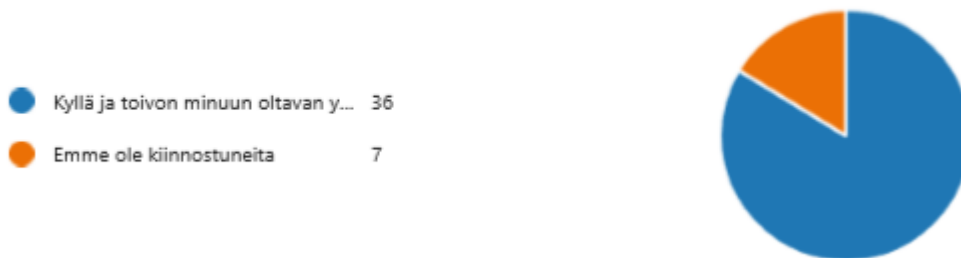 Kyllä ja toivon minuun oltavan y... 36
Emme ole kiinnostuneita 7